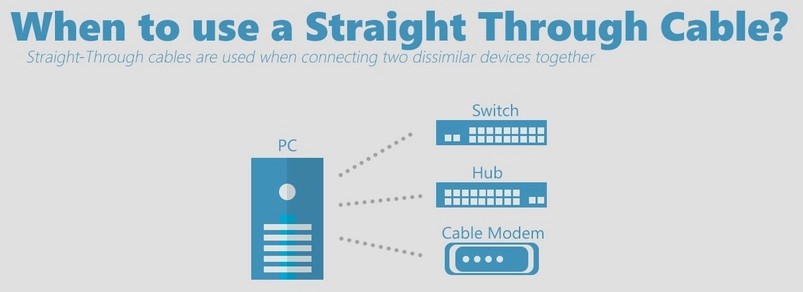 When to use a Straight Through Cable?
Straight-Through cables are used when connecting two dissimilar devices together
Switch
PC
Hub
Cable Modem